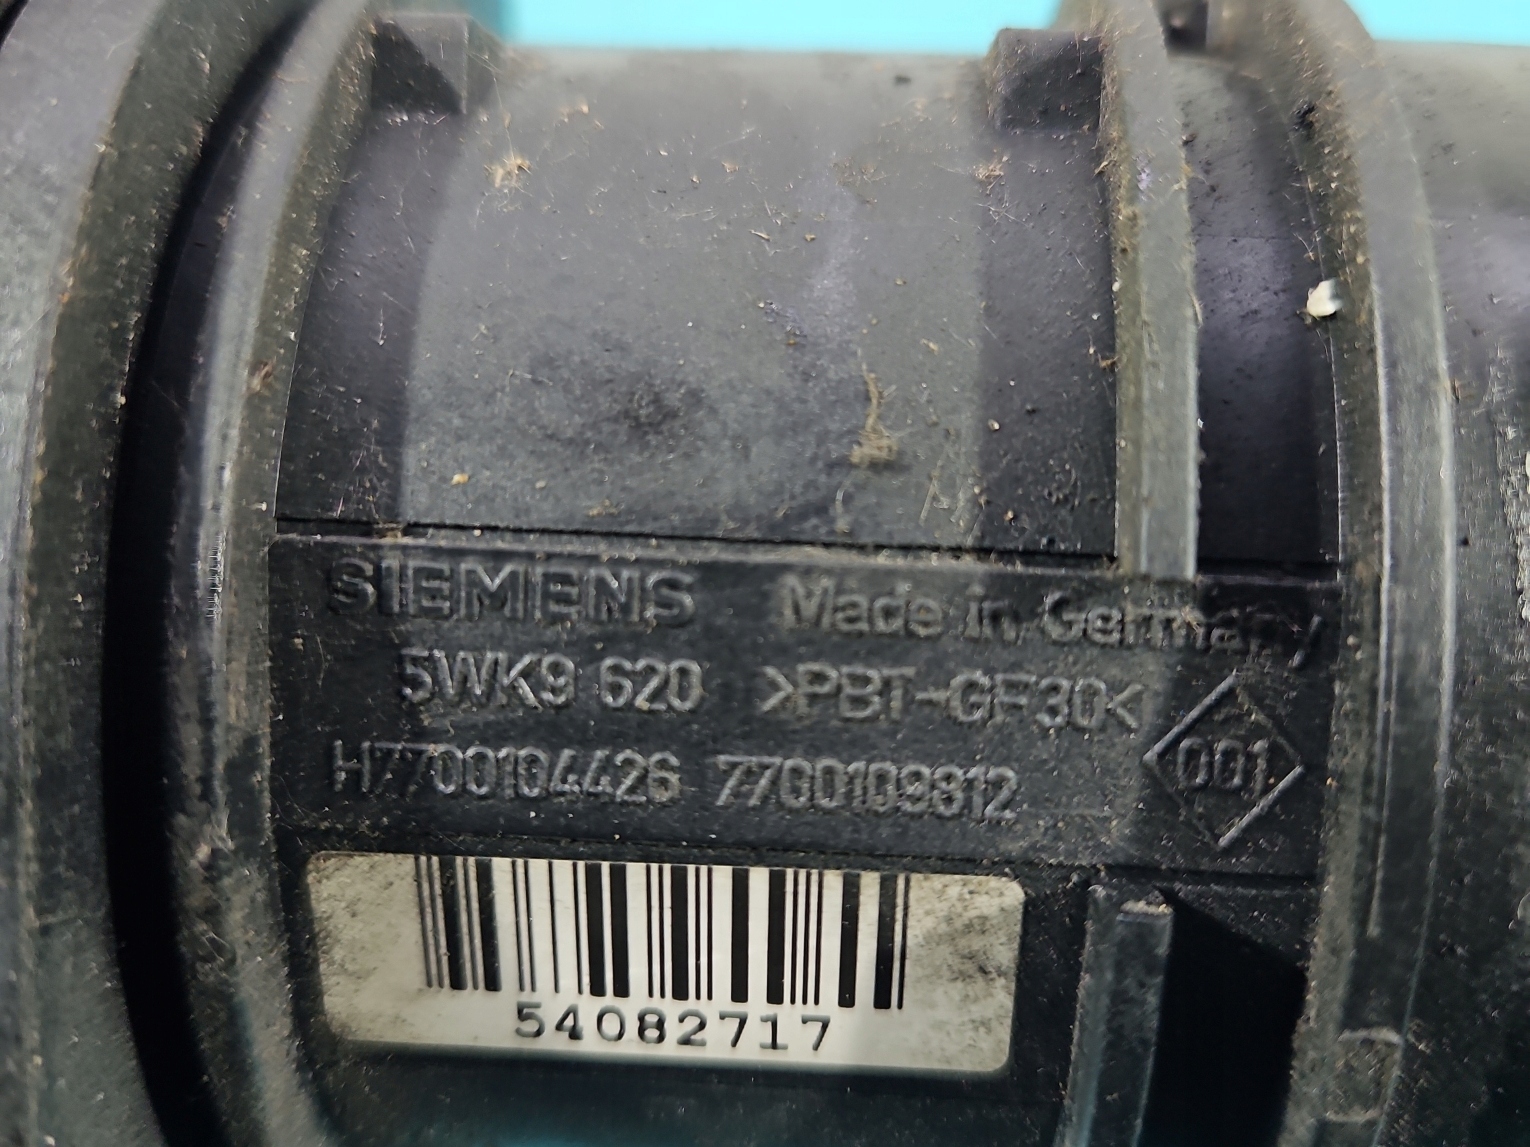 SIEMENS Made in Germany
5WK9 620 >PBT-GF30<
001
H7700104426 7700109812
54082717